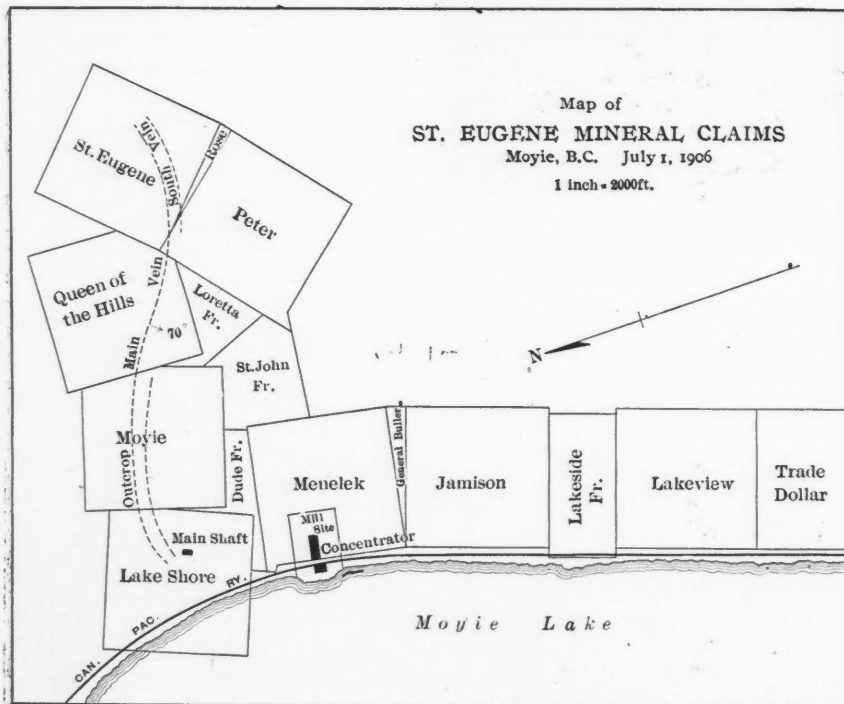 Map of
ST. EUGENE MINERAL CLAIMS
Moyie, B.C. July 1, 1906
1 inch = 2000ft.
St. Eugene
South
Vein
Rose
Peter
Queen of
the Hills
Main
Vein
70°
Loretta
Fr.
St. John
Fr.
N
Moyie
Outcrop
Dude Fr.
Menelek
General Buller
Jamison
Lakeside
Fr.
Lakeview
Trade
Dollar
Mill
Site
Concentrator
Main Shaft
Lake Shore
CAN. PAC. RY.
Moyie Lake